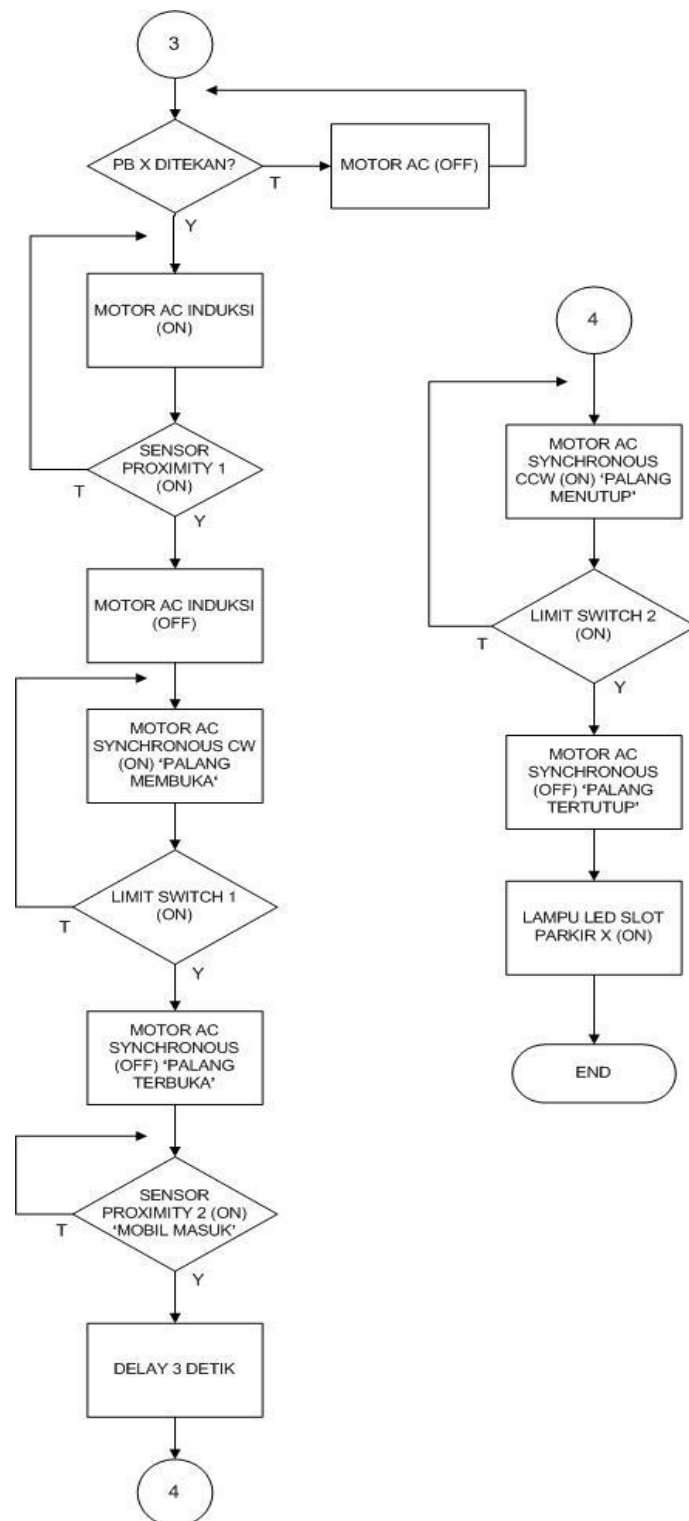 3
PB X DITEKAN?
T
MOTOR AC (OFF)
Y
MOTOR AC INDUKSI
(ON)
SENSOR
PROXIMITY 1
(ON)
T
Y
MOTOR AC INDUKSI
(OFF)
MOTOR AC
SYNCHRONOUS CW
(ON) ‘PALANG
MEMBUKA‘
LIMIT SWITCH 1
(ON)
T
Y
MOTOR AC
SYNCHRONOUS
(OFF) ‘PALANG
TERBUKA’
SENSOR
PROXIMITY 2 (ON)
‘MOBIL MASUK’
T
Y
DELAY 3 DETIK
4
4
MOTOR AC
SYNCHRONOUS
CCW (ON) ‘PALANG
MENUTUP’
LIMIT SWITCH 2
(ON)
T
Y
MOTOR AC
SYNCHRONOUS
(OFF) ‘PALANG
TERTUTUP’
LAMPU LED SLOT
PARKIR X (ON)
END